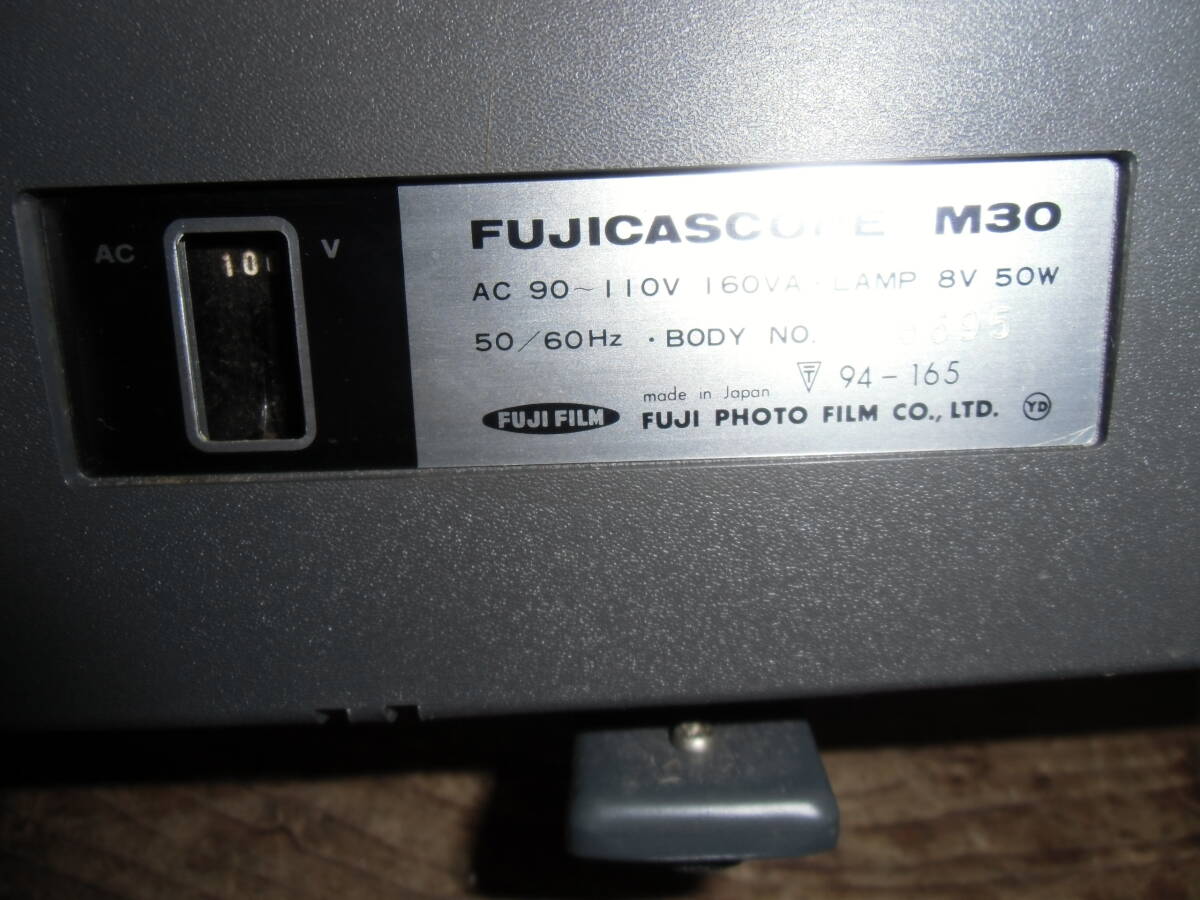 AC
V
FUJICASCOPE M30
AC 90~110V 160VA · LAMP 8V 50W
50/60Hz · BODY NO.
94-165
made in Japan
FUJI FILM
FUJI PHOTO FILM CO., LTD.
YD